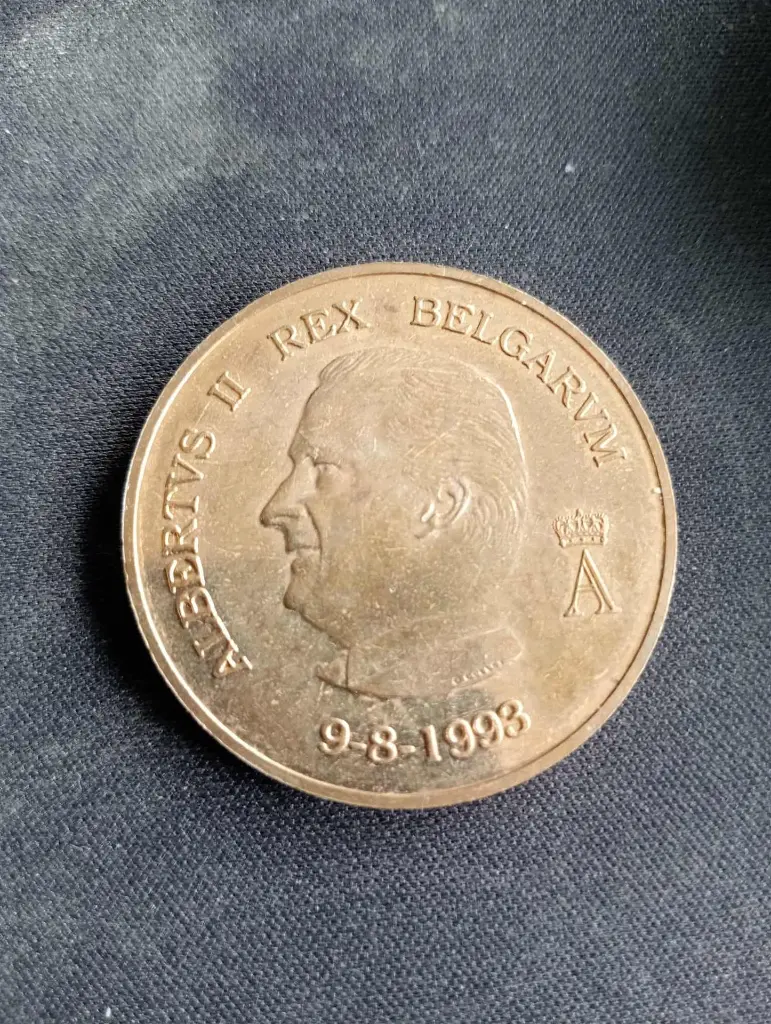 ALBERTVS II REX BELGARVM
A
9-8-1993